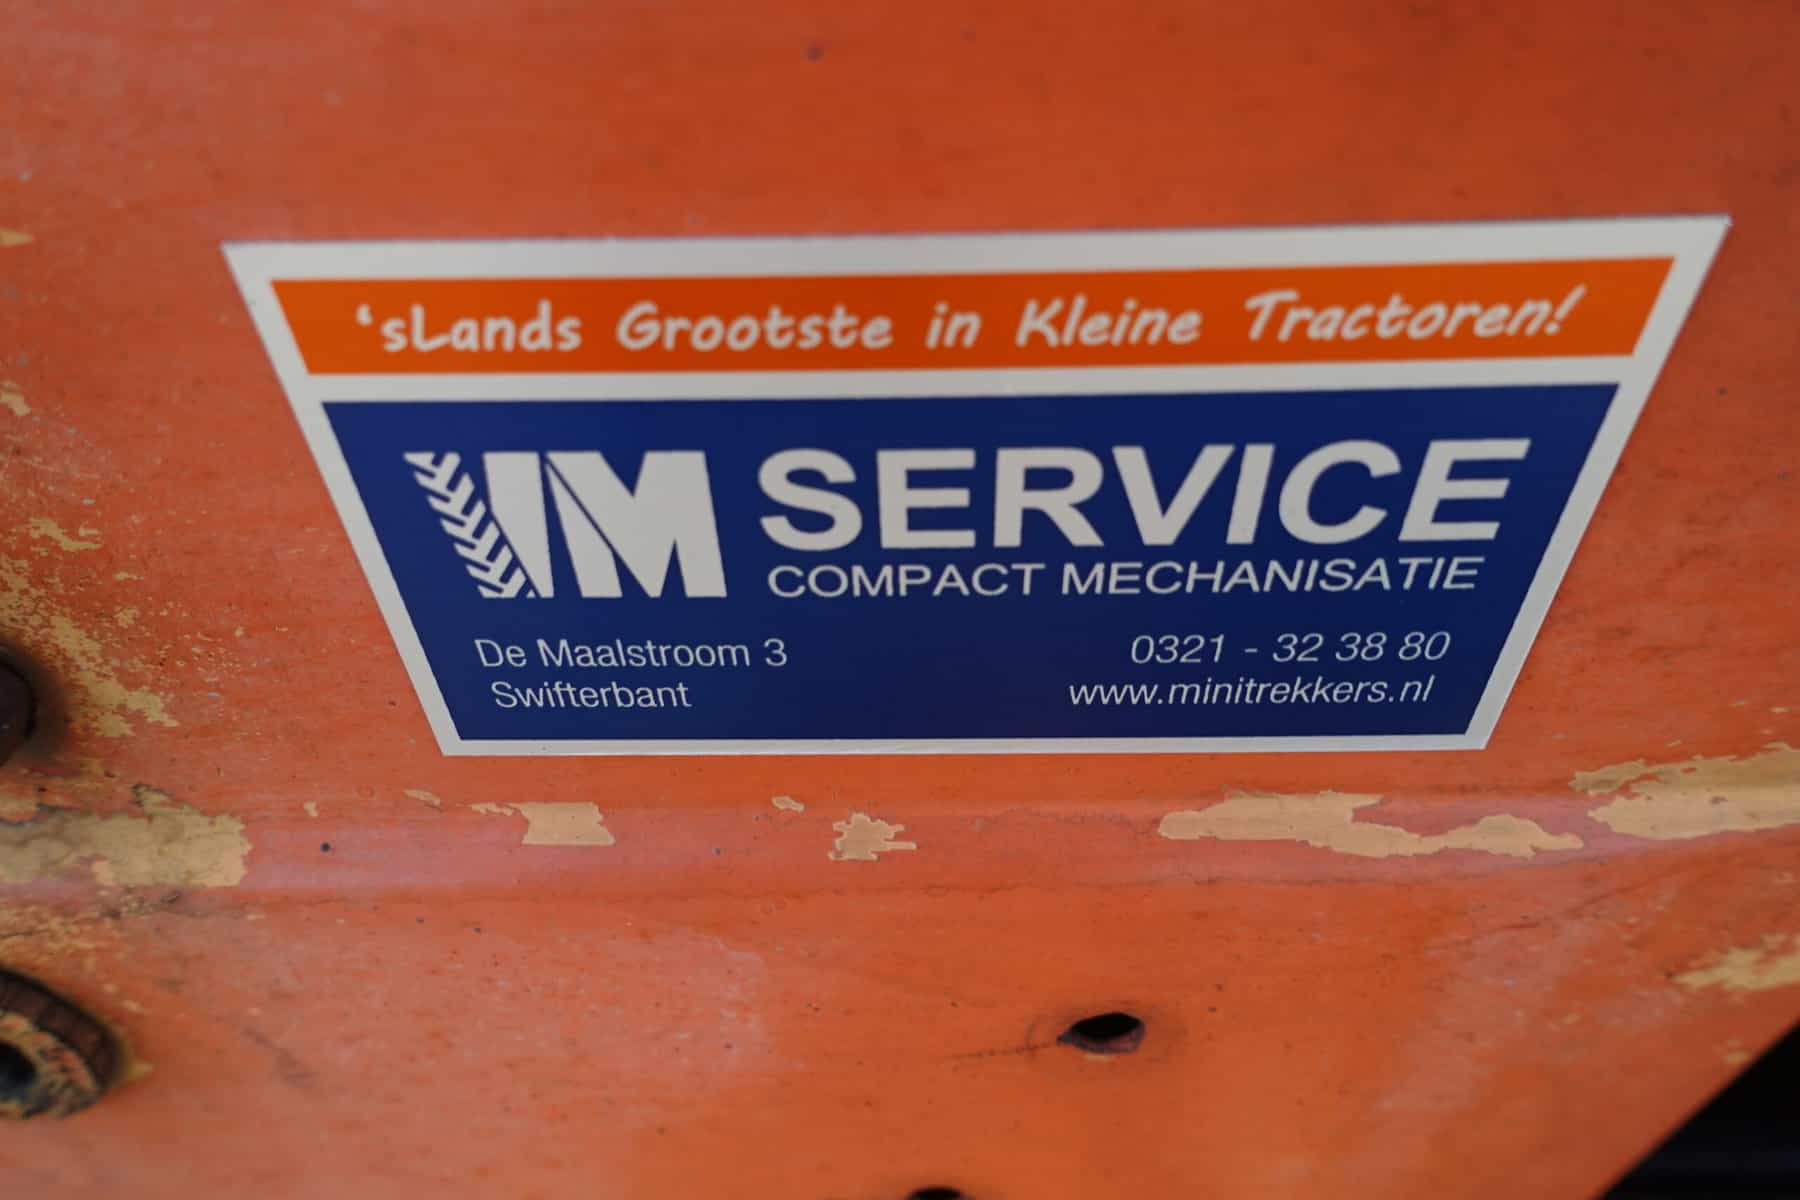 ‘sLands Grootste in Kleine Tractoren!
IM SERVICE
COMPACT MECHANISATIE
De Maalstroom 3
0321 - 32 38 80
Swifterbant
www.minitrekkers.nl